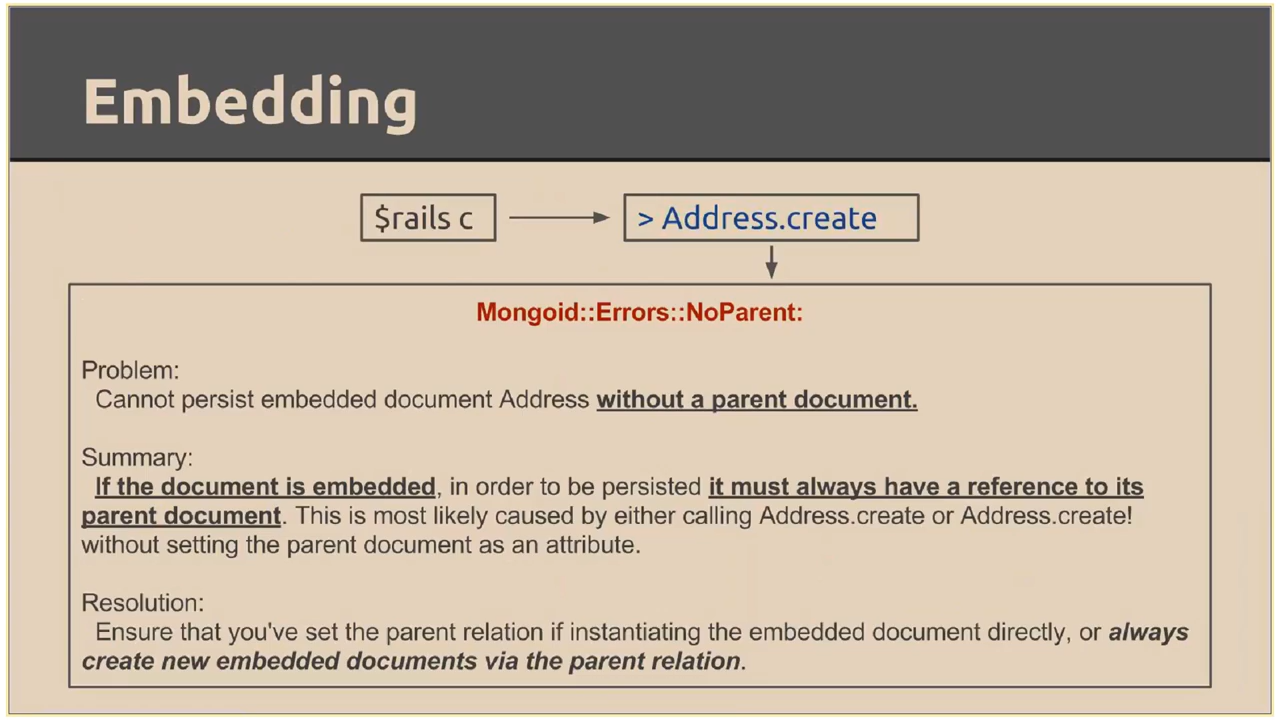 Embedding
$rails c
> Address.create
Mongoid::Errors::NoParent:
Problem:
Cannot persist embedded document Address without a parent document.
Summary:
If the document is embedded, in order to be persisted it must always have a reference to its
parent document. This is most likely caused by either calling Address.create or Address.create!
without setting the parent document as an attribute.
Resolution:
Ensure that you've set the parent relation if instantiating the embedded document directly, or always
create new embedded documents via the parent relation.